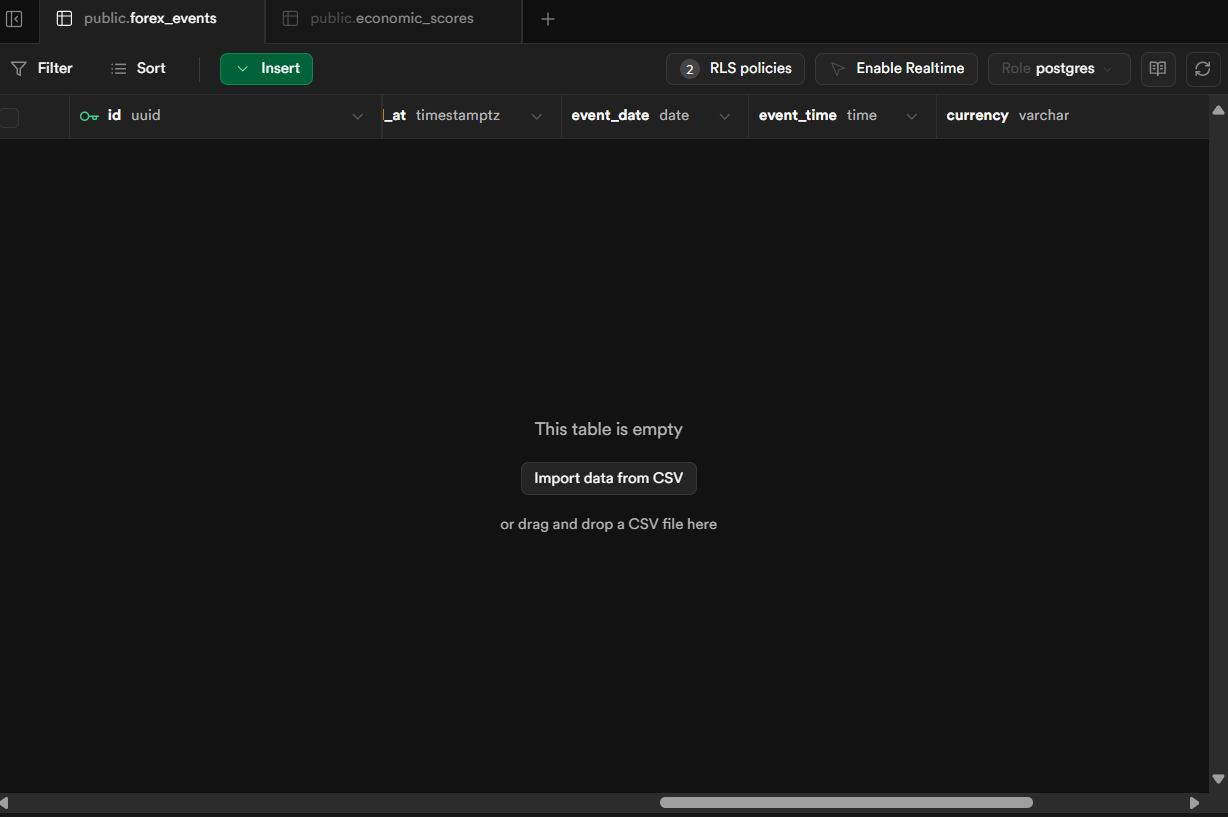 public.forex_events public.economic_scores
Filter Sort Insert 2 RLS policies Enable Realtime Role postgres
id uuid _at timestamptz event_date date event_time time currency varchar
This table is empty
Import data from CSV
or drag and drop a CSV file here